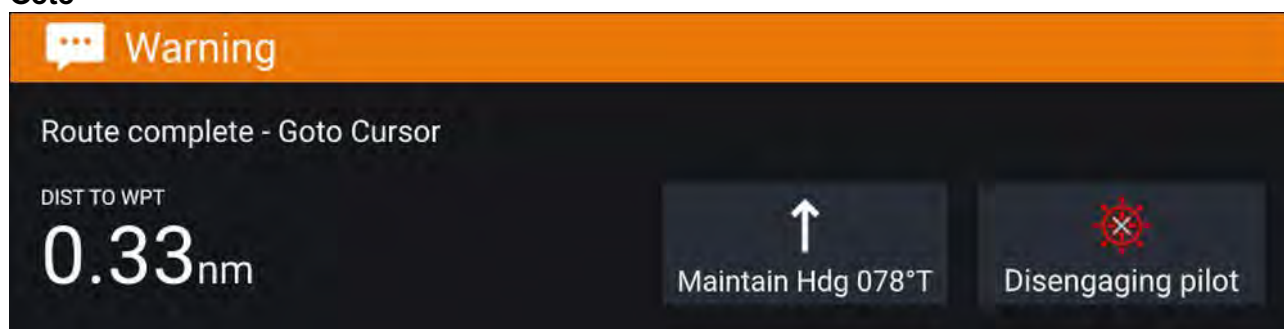 Goto
Warning
Route complete - Goto Cursor
DIST TO WPT
0.33nm
Maintain Hdg 078°T
Disengaging pilot